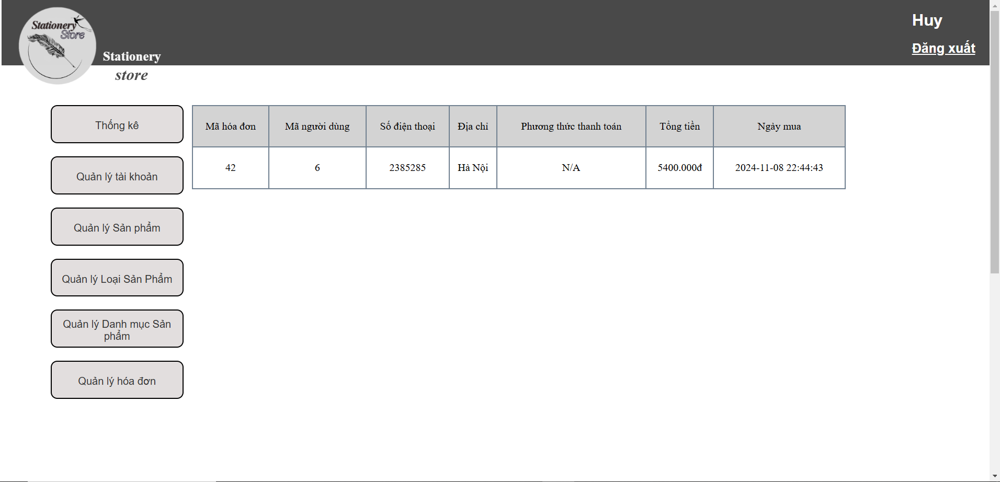 Stationery
Store
Stationery
store
Huy
Đăng xuất
Thống kê
Quản lý tài khoản
Quản lý Sản phẩm
Quản lý Loại Sản Phẩm
Quản lý Danh mục Sản
phẩm
Quản lý hóa đơn
Mã hóa đơn Mã người dùng Số điện thoại Địa chỉ Phương thức thanh toán Tổng tiền Ngày mua
42 6 2385285 Hà Nội N/A 5400.000đ 2024-11-08 22:44:43